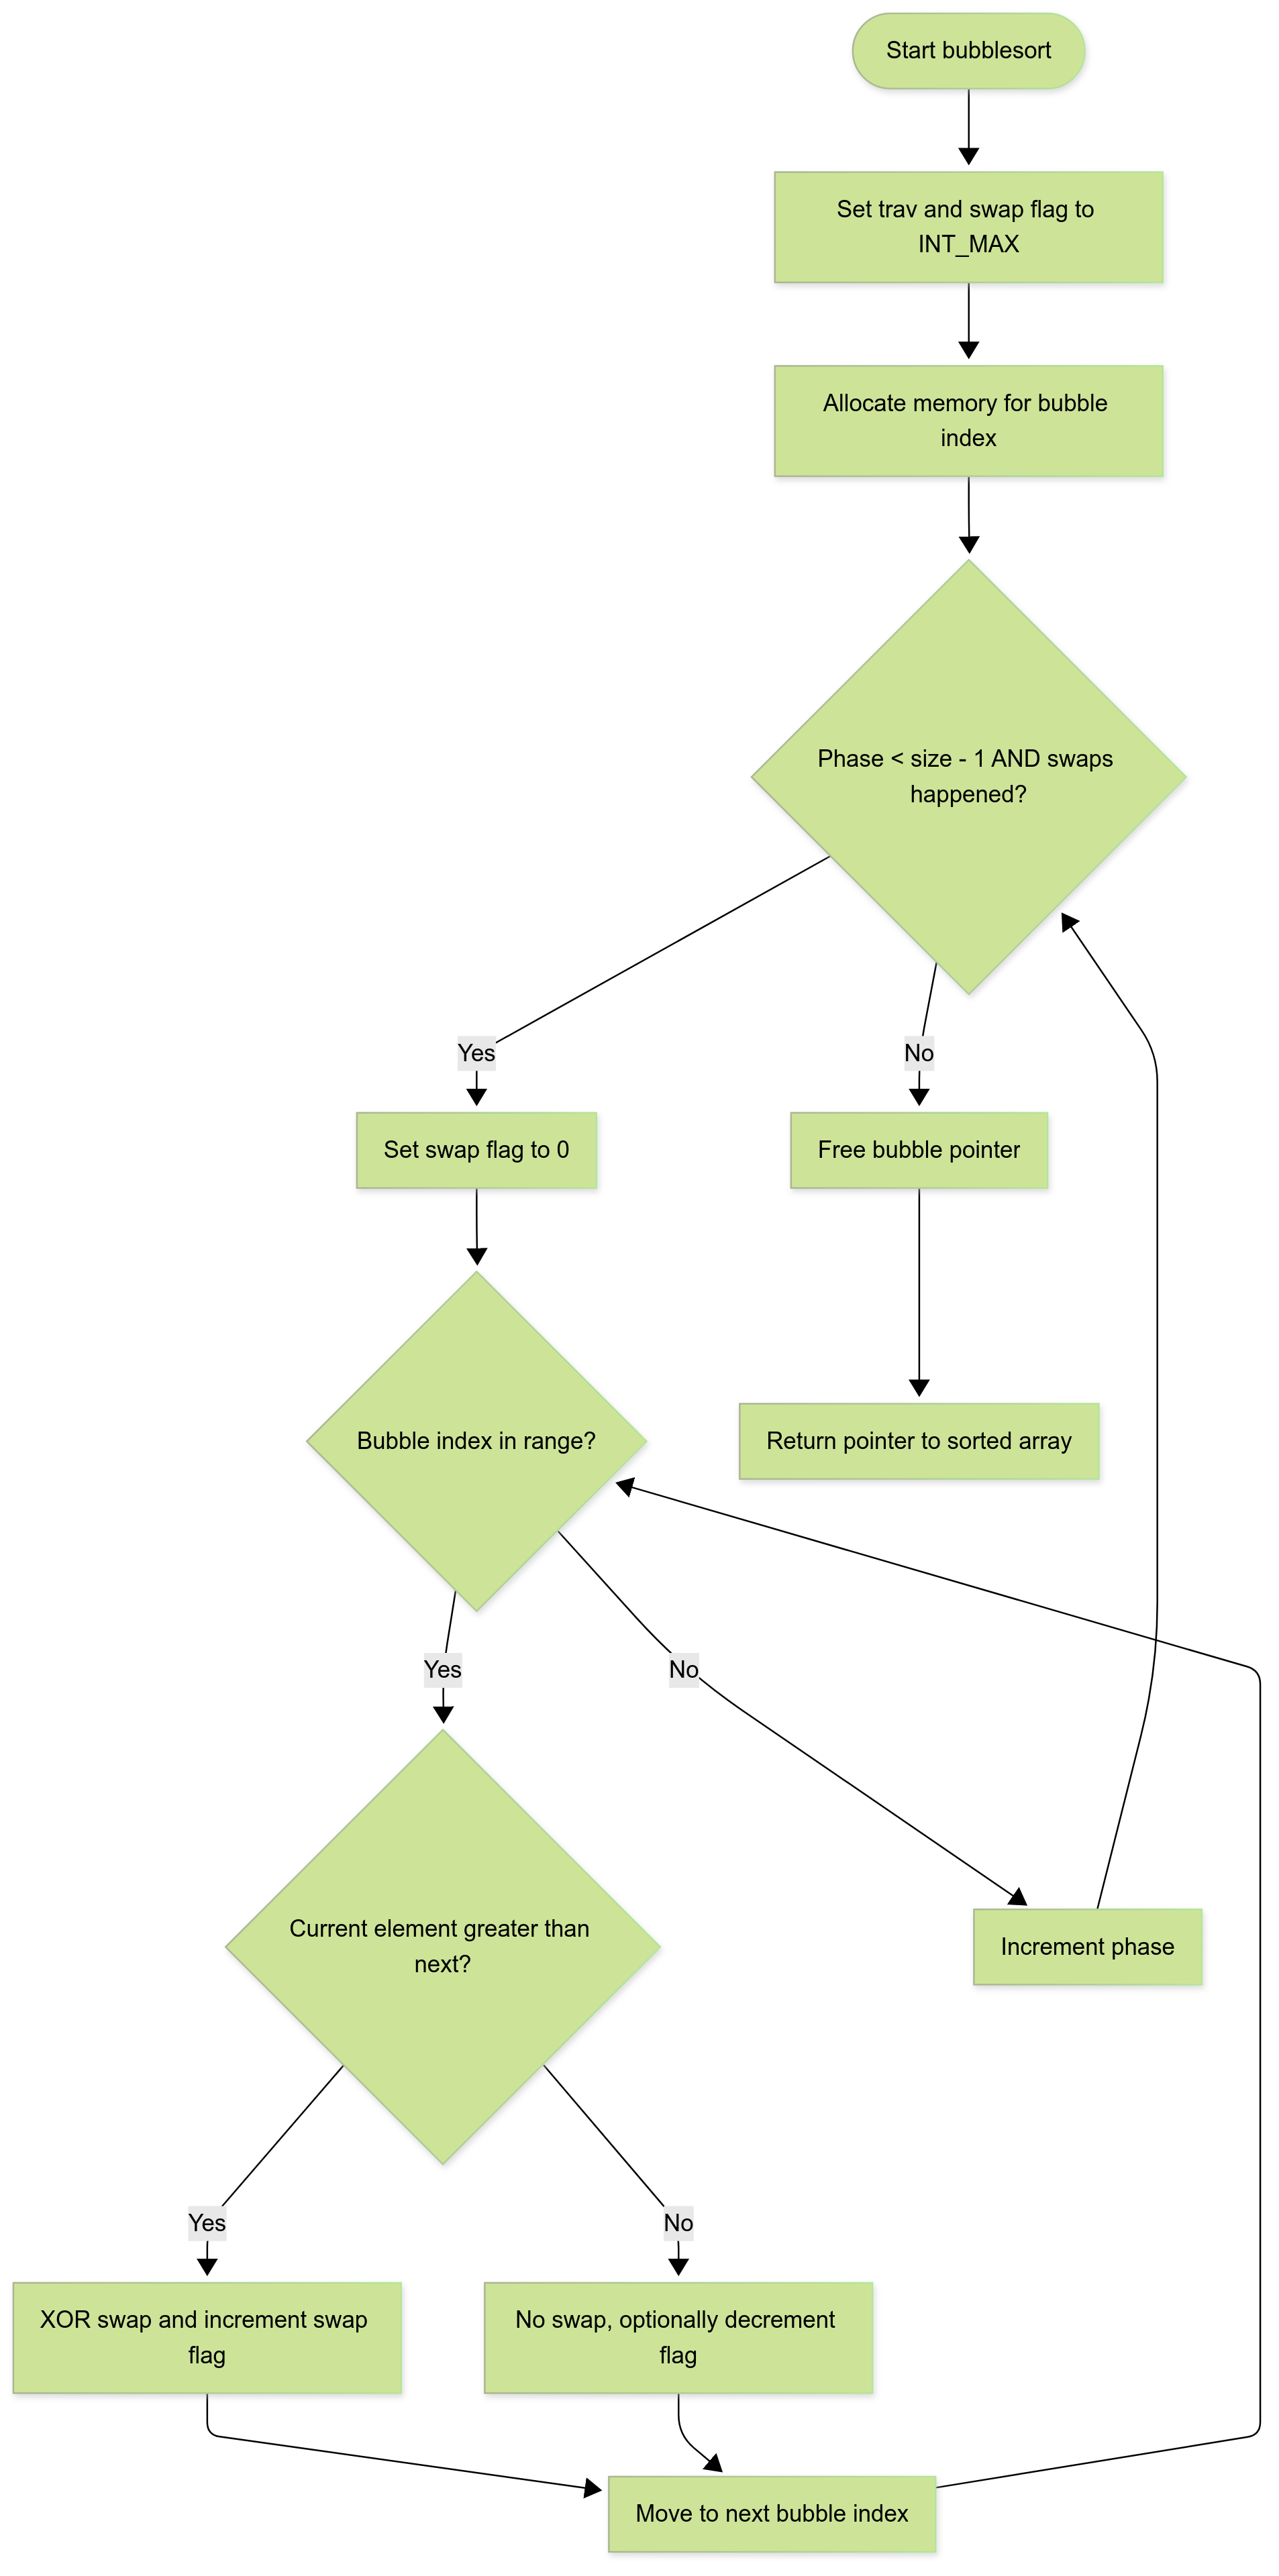 Start bubblesort
Set trav and swap flag to
INT_MAX
Allocate memory for bubble
index
Phase < size - 1 AND swaps
happened?
Yes
No
Set swap flag to 0
Free bubble pointer
Bubble index in range?
Return pointer to sorted array
Yes
No
Current element greater than
next?
Increment phase
Yes
No
XOR swap and increment swap
flag
No swap, optionally decrement
flag
Move to next bubble index